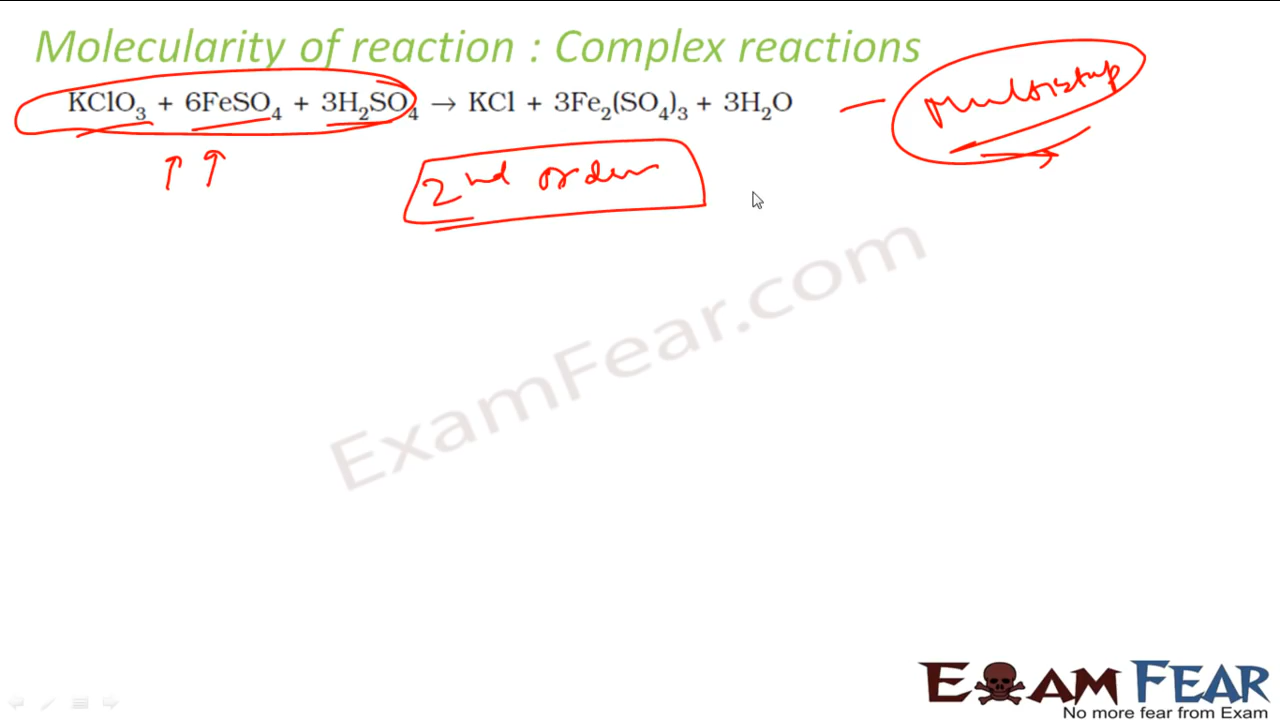 Molecularity of reaction : Complex reactions
KClO₃ + 6FeSO₄ + 3H₂SO₄ → KCl + 3Fe₂(SO₄)₃ + 3H₂O
Multistep
2nd order
ExamFear.com
EXAM FEAR
No more fear from Exam